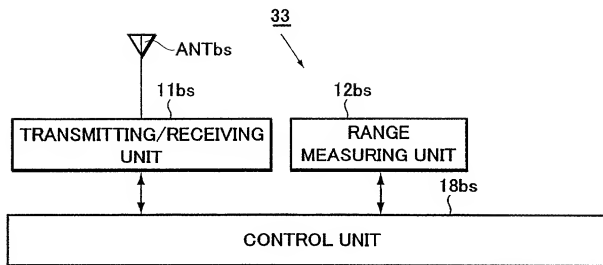 33
ANTbs
11bs
12bs
TRANSMITTING/RECEIVING
UNIT
RANGE
MEASURING UNIT
18bs
CONTROL UNIT